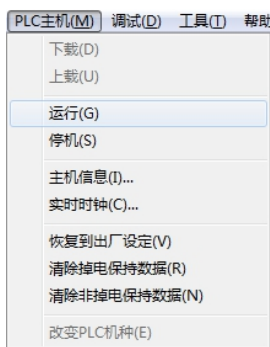 PLC主机(M) 调试(D) 工具(T) 帮助
下载(D)
上载(U)
运行(G)
停机(S)
主机信息(I)...
实时时钟(C)...
恢复到出厂设定(V)
清除掉电保持数据(R)
清除非掉电保持数据(N)
改变PLC机种(E)